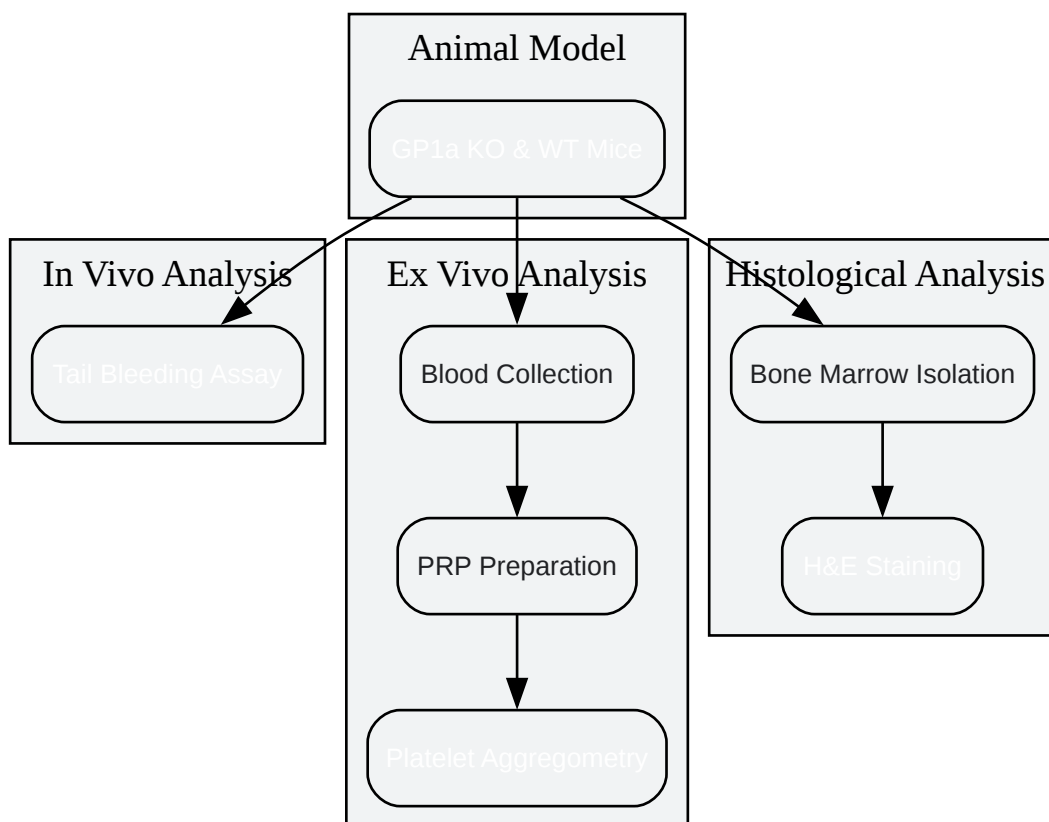 Animal Model
GP1a KO & WT Mice
In Vivo Analysis
Tail Bleeding Assay
Ex Vivo Analysis
Blood Collection
PRP Preparation
Platelet Aggregometry
Histological Analysis
Bone Marrow Isolation
H&E Staining